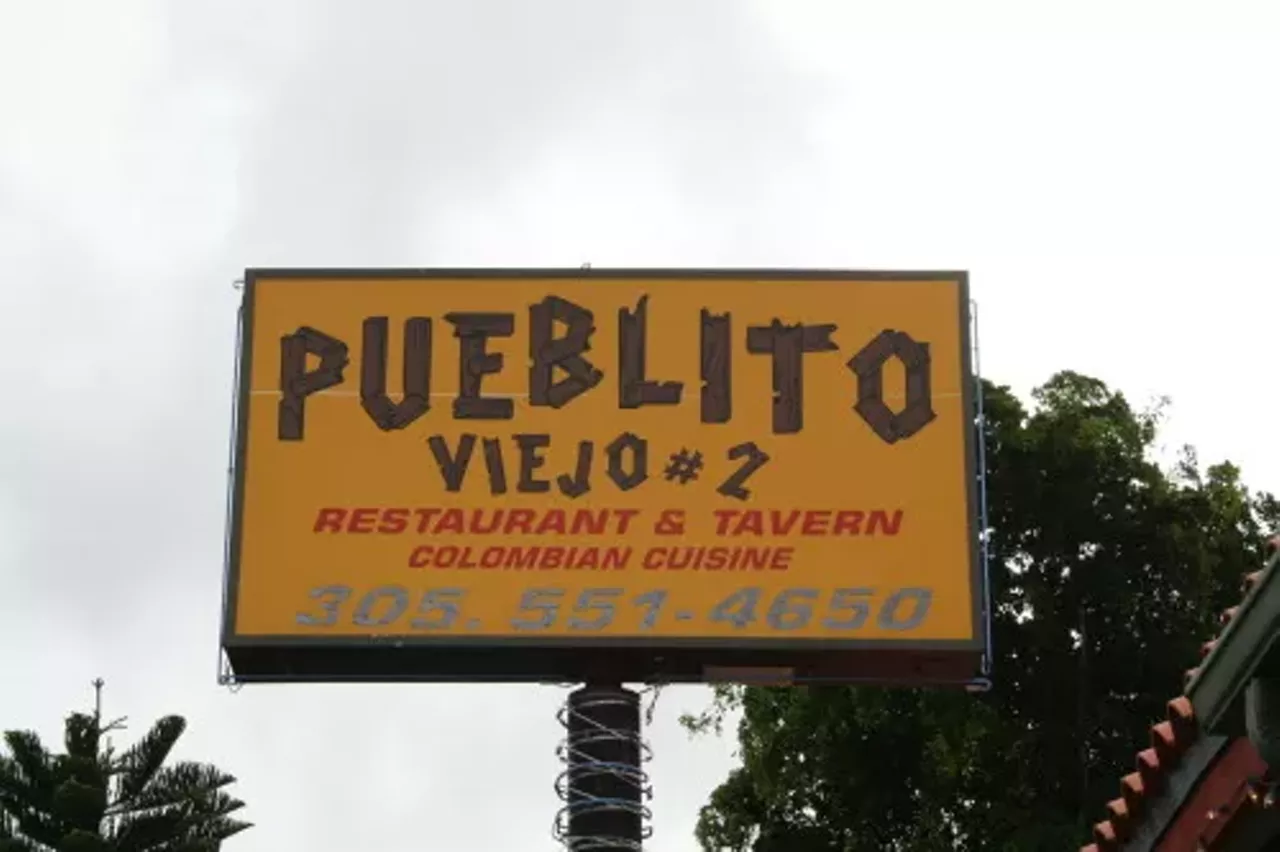 PUEBLITO
VIEJO #2
RESTAURANT & TAVERN
COLOMBIAN CUISINE
305.551-4650